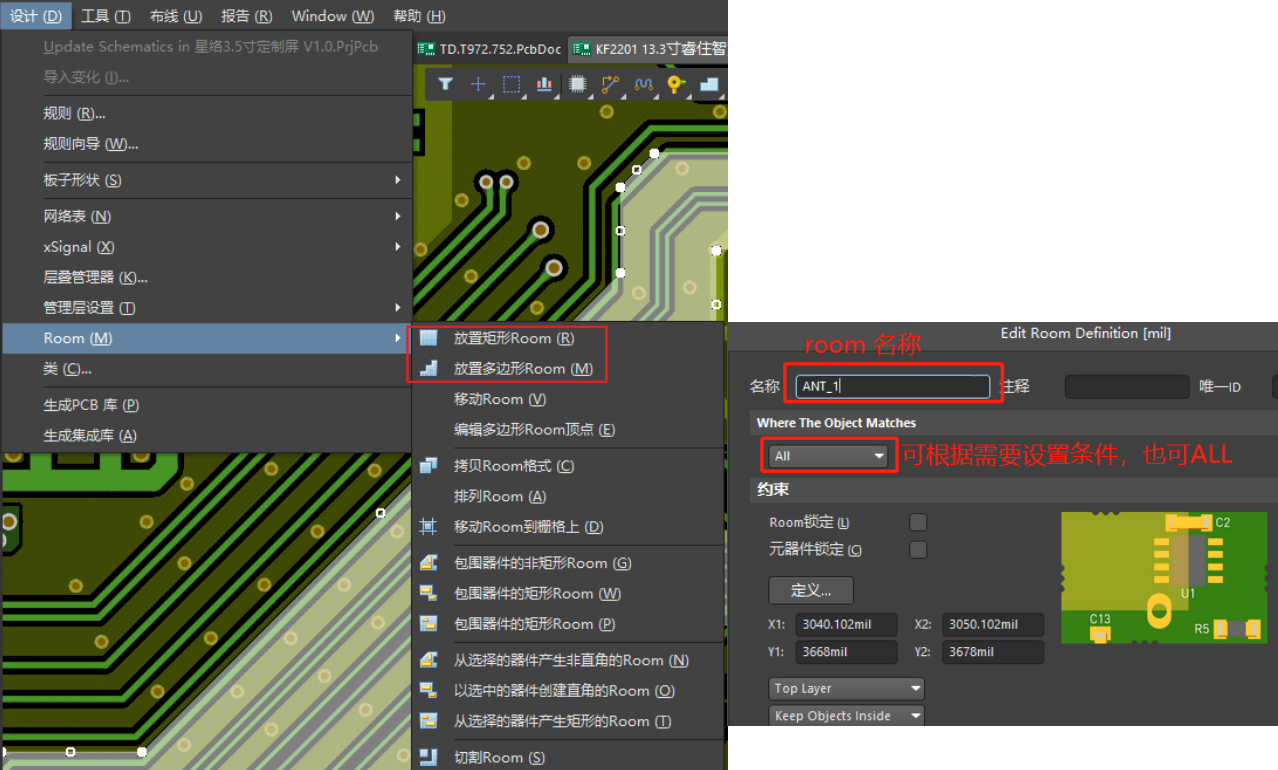 设计 (D) 工具 (T) 布线 (U) 报告 (R) Window (W) 帮助 (H)
Update Schematics in 星络3.5寸定制屏 V1.0.PrjPcb
导入变化 (I)...
规则 (R)...
规则向导 (W)...
板子形状 (S)
网络表 (N)
xSignal (X)
层叠管理器 (K)...
管理层设置 (T)
Room (M)
类 (C)...
生成PCB 库 (P)
生成集成库 (A)
TD.T972.752.PcbDoc
KF2201 13.3寸睿住智
放置矩形Room (R)
放置多边形Room (M)
移动Room (V)
编辑多边形Room顶点 (E)
拷贝Room格式 (C)
排列Room (A)
移动Room到栅格上 (D)
包围器件的非矩形Room (G)
包围器件的矩形Room (W)
包围器件的矩形Room (P)
从选择的器件产生非直角的Room (N)
以选中的器件创建直角的Room (O)
从选择的器件产生矩形的Room (T)
切割Room (S)
Edit Room Definition [mil]
room 名称
名称 ANT_1 注释 唯一ID
Where The Object Matches
All 可根据需要设置条件，也可ALL
约束
Room锁定 (L)
元器件锁定 (C)
定义...
X1: 3040.102mil X2: 3050.102mil
Y1: 3668mil Y2: 3678mil
Top Layer
Keep Objects Inside
C2
U1
C13
R5